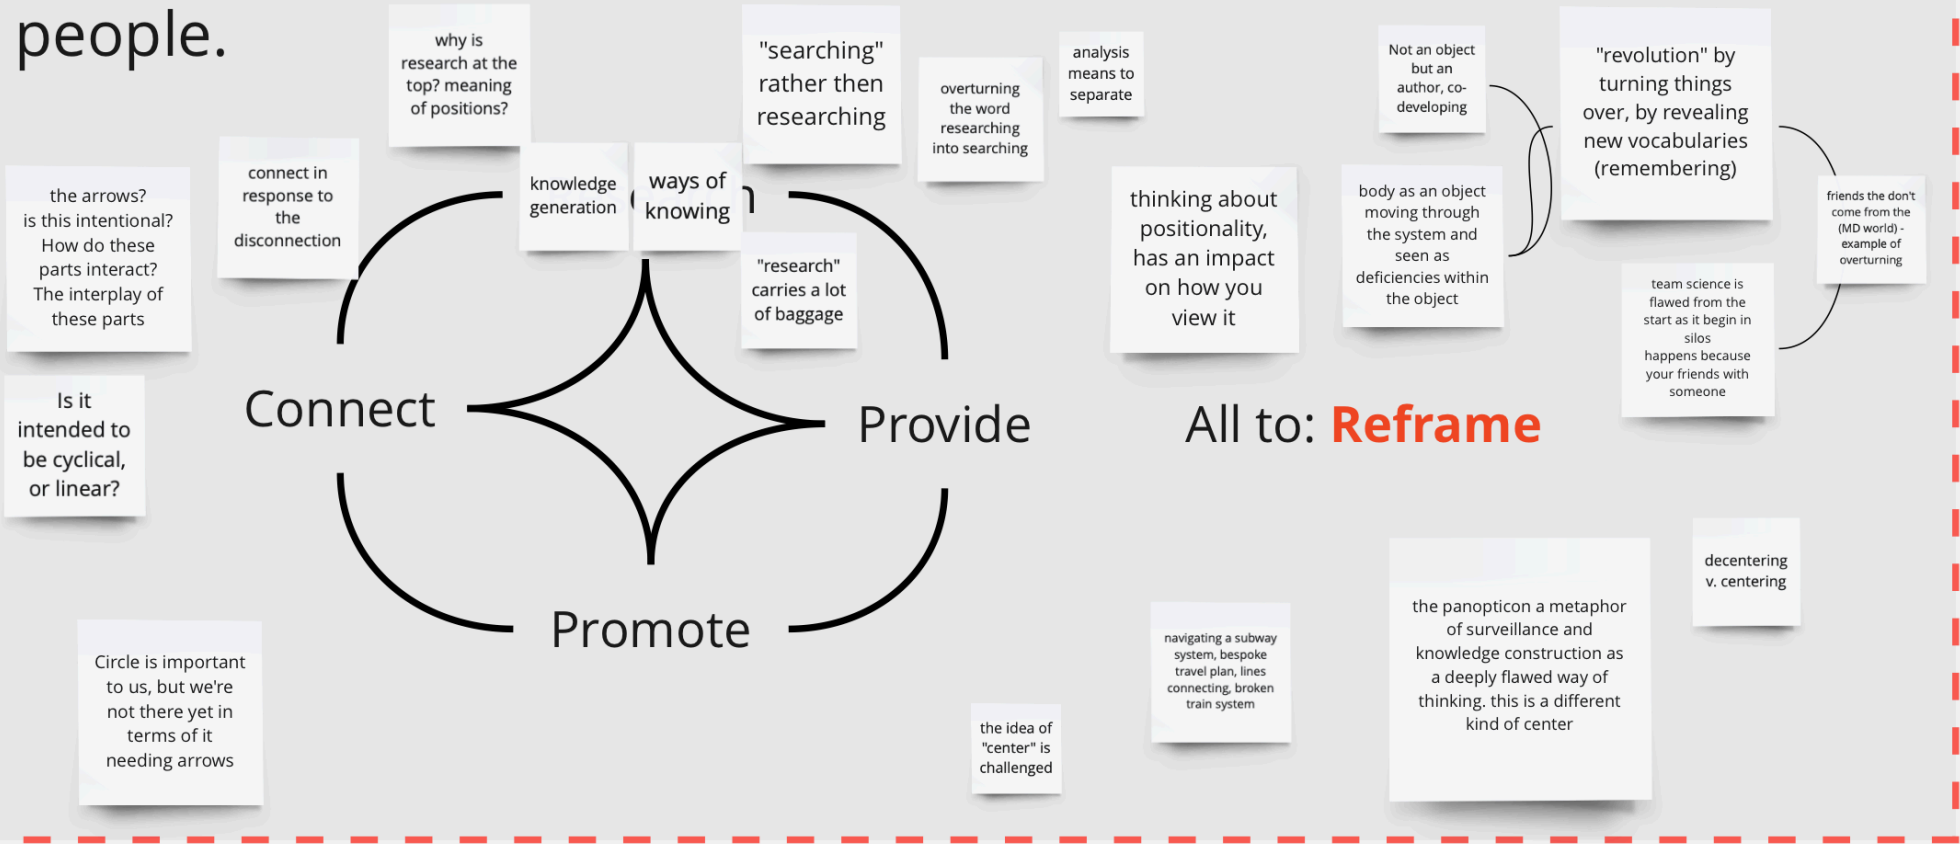 people.
why is
research at the
top? meaning
of positions?
"searching"
rather then
researching
overturning
the word
researching
into searching
analysis
means to
separate
Not an object
but an
author, co-
developing
"revolution" by
turning things
over, by revealing
new vocabularies
(remembering)
the arrows?
is this intentional?
How do these
parts interact?
The interplay of
these parts
connect in
response to
the
disconnection
knowledge
generation
ways of
knowing
"research"
carries a lot
of baggage
thinking about
positionality,
has an impact
on how you
view it
body as an object
moving through
the system and
seen as
deficiencies within
the object
friends the don't
come from the
(MD world) -
example of
overturning
team science is
flawed from the
start as it begin in
silos
happens because
your friends with
someone
Is it
intended to
be cyclical,
or linear?
Connect
Provide
All to: Reframe
Promote
Circle is important
to us, but we're
not there yet in
terms of it
needing arrows
the idea of
"center" is
challenged
navigating a subway
system, bespoke
travel plan, lines
connecting, broken
train system
the panopticon a metaphor
of surveillance and
knowledge construction as
a deeply flawed way of
thinking. this is a different
kind of center
decentering
v. centering